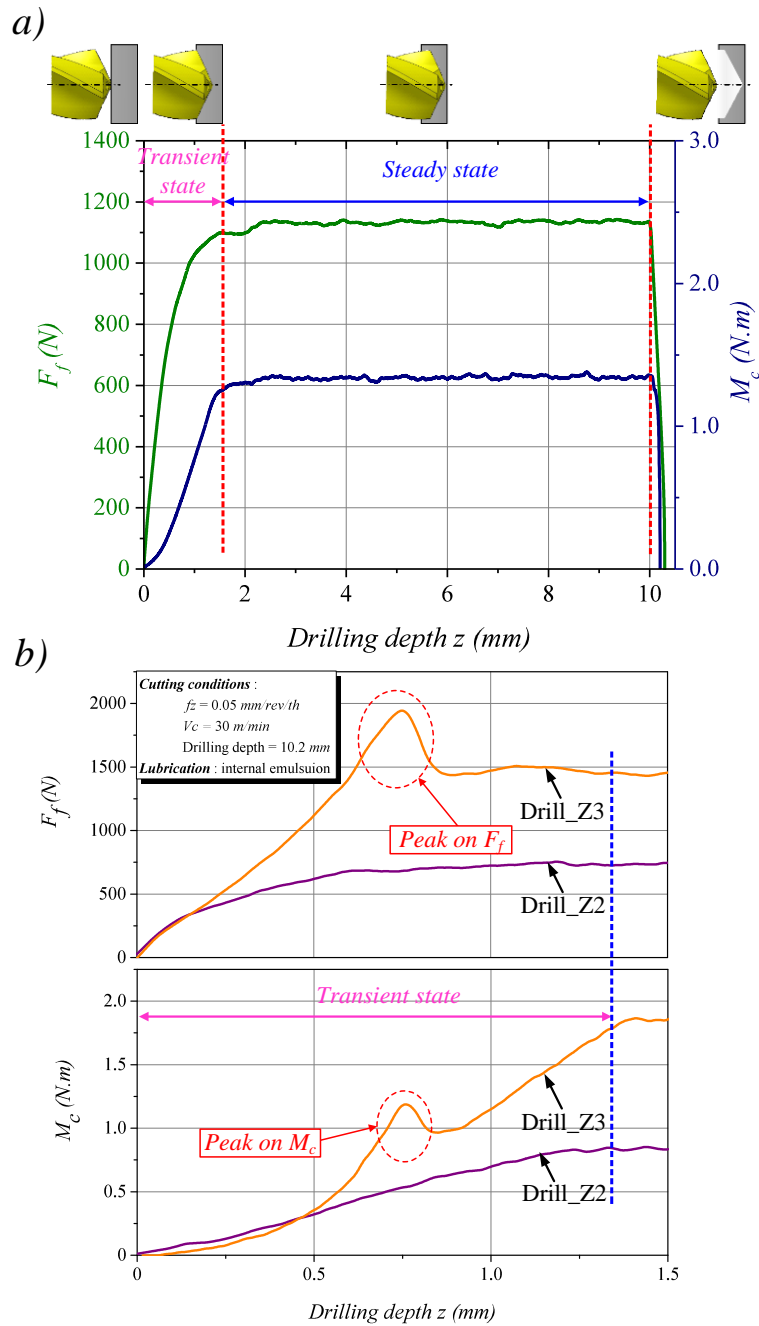 a)
1400
1200
1000
800
600
400
200
0
F_f (N)
Transient
state
Steady state
3.0
2.0
1.0
0.0
M_c (N.m)
0 2 4 6 8 10
Drilling depth z (mm)
b)
Cutting conditions :
fz = 0.05 mm/rev/th
Vc = 30 m/min
Drilling depth = 10.2 mm
Lubrication : internal emulsuion
2000
1500
1000
500
0
F_f (N)
Peak on F_f
Drill_Z3
Drill_Z2
Transient state
2.0
1.5
1.0
0.5
0
M_c (N.m)
Peak on M_c
Drill_Z3
Drill_Z2
0 0.5 1.0 1.5
Drilling depth z (mm)